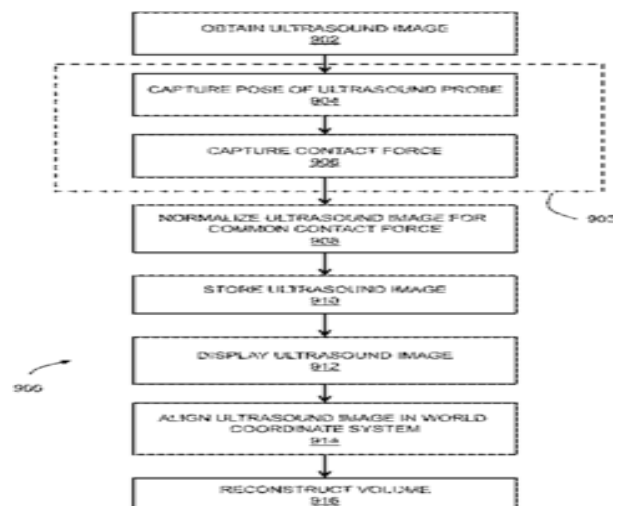 OBTAIN ULTRASOUND IMAGE
902
CAPTURE POSE OF ULTRASOUND PROBE
904
CAPTURE CONTACT FORCE
906
NORMALIZE ULTRASOUND IMAGE FOR
COMMON CONTACT FORCE
908
STORE ULTRASOUND IMAGE
910
DISPLAY ULTRASOUND IMAGE
912
900
ALIGN ULTRASOUND IMAGE IN WORLD
COORDINATE SYSTEM
914
RECONSTRUCT VOLUME
916